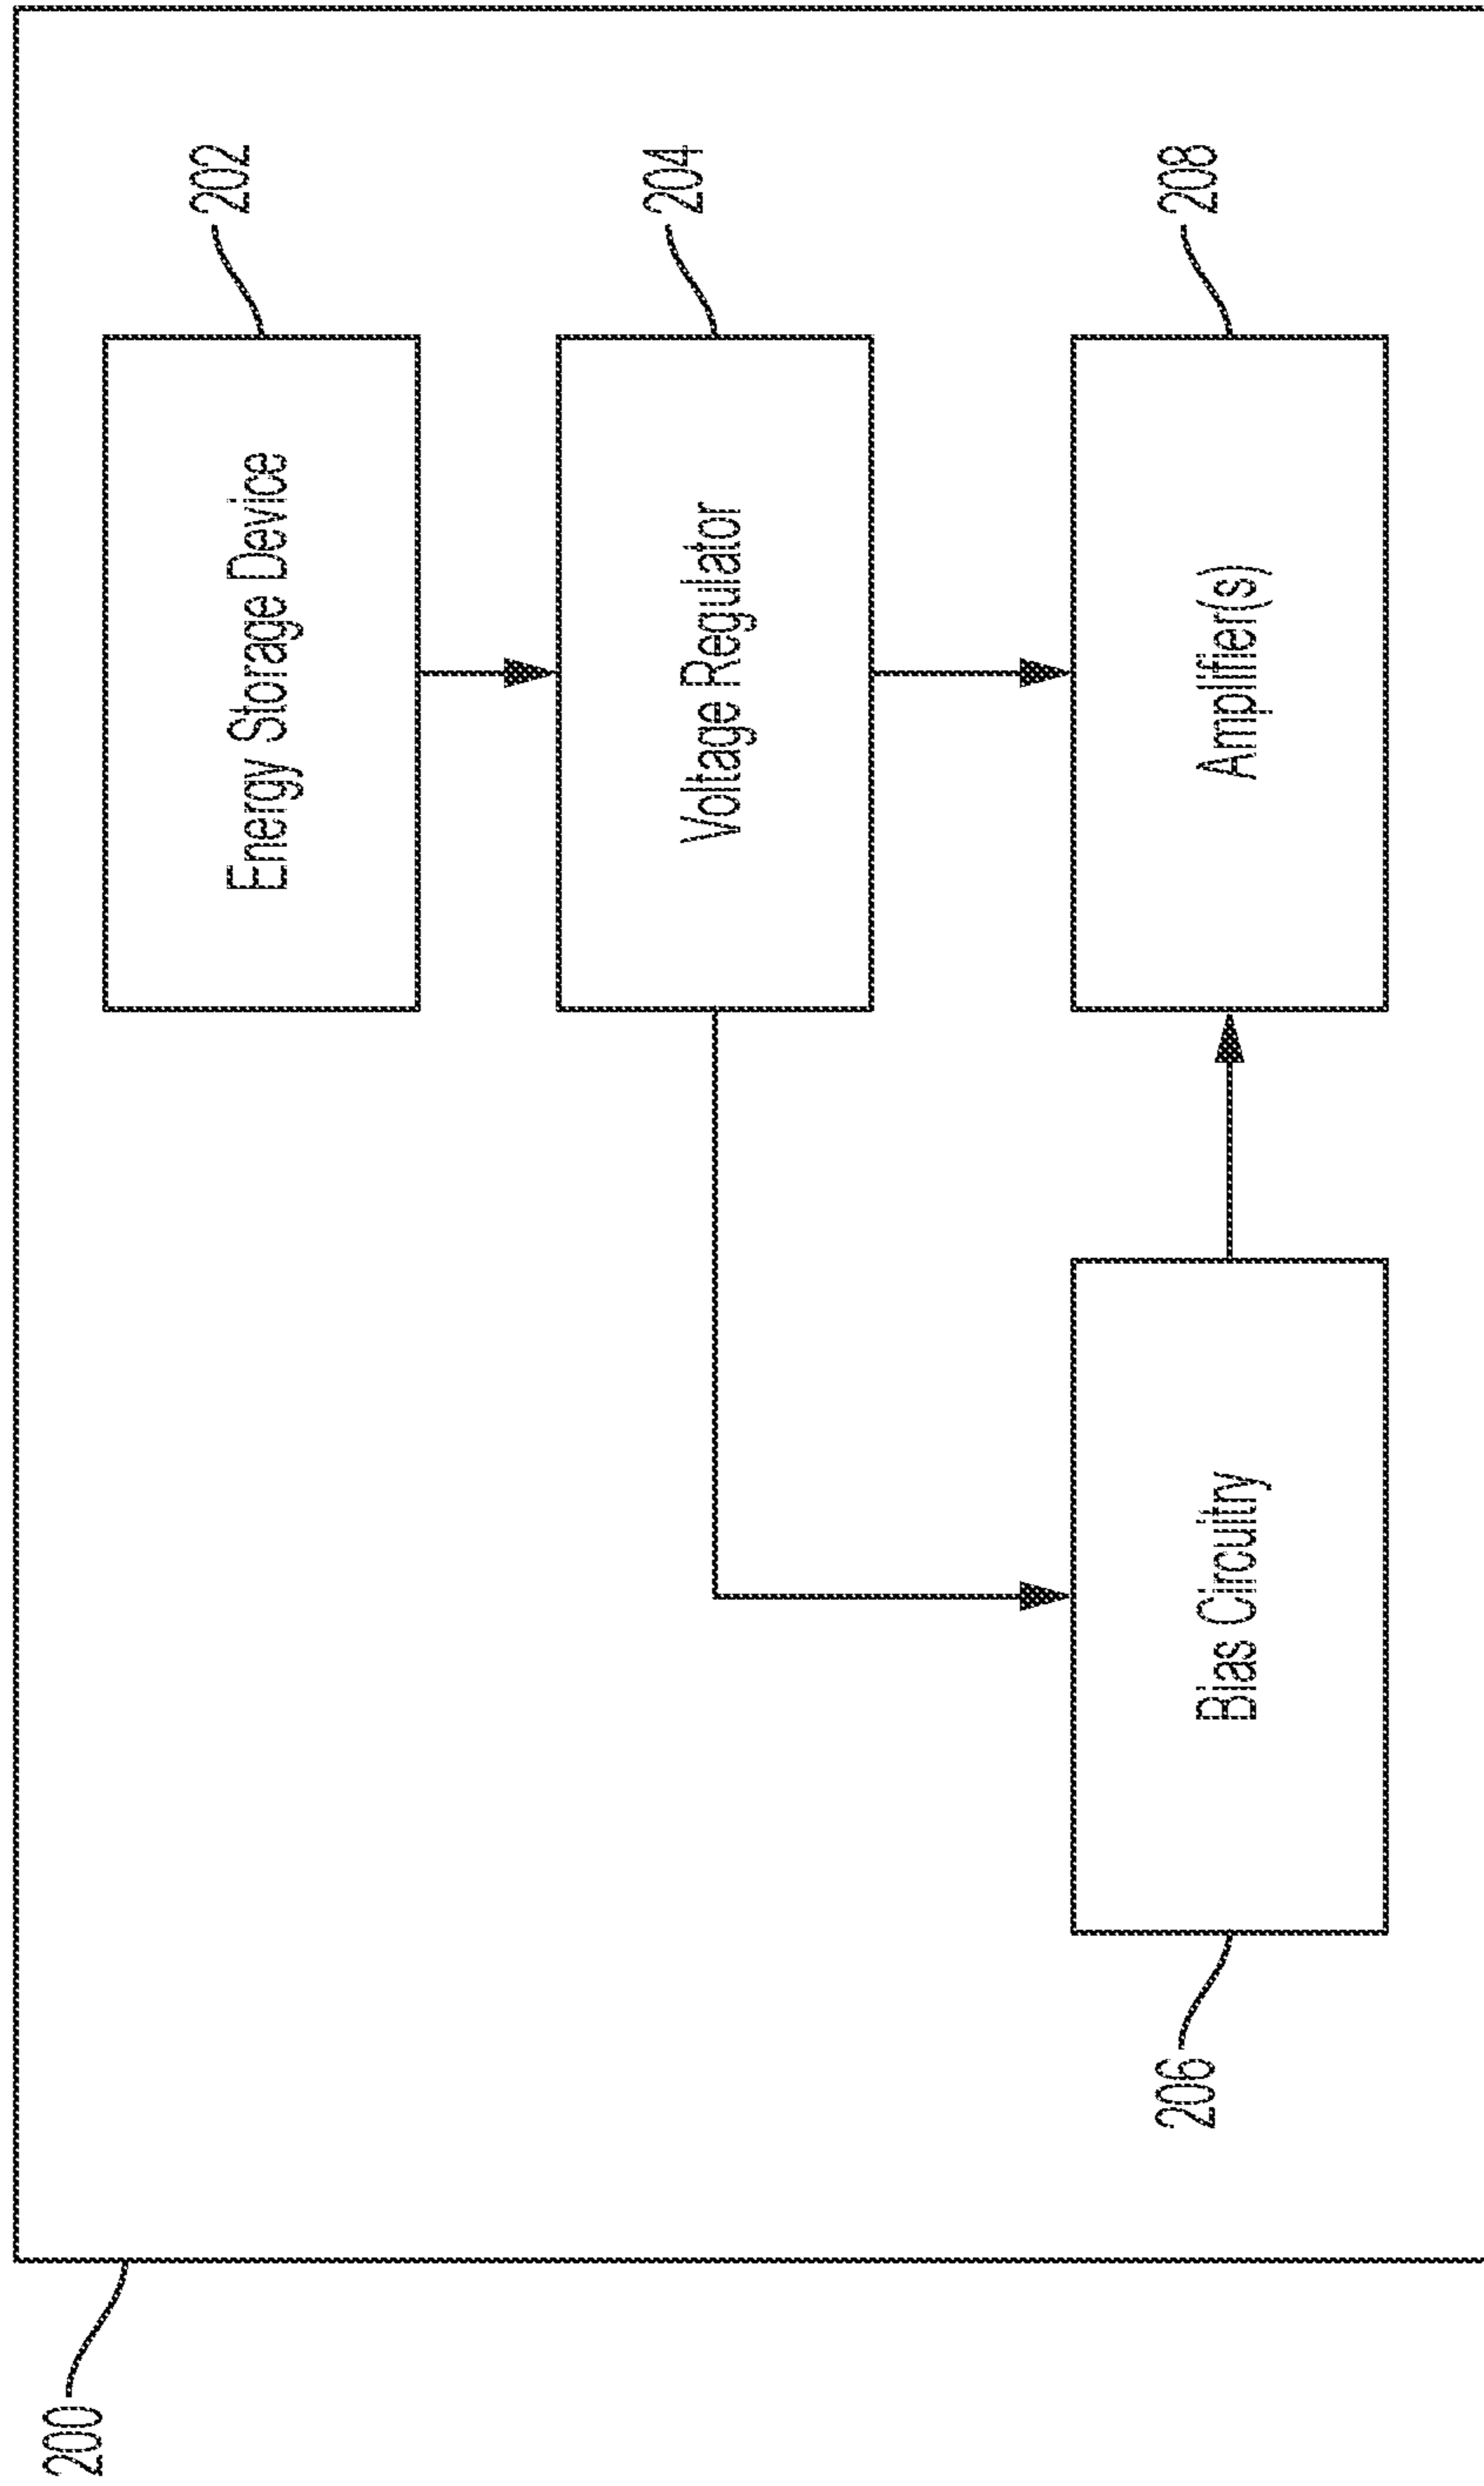 200
202
Energy Storage Device
204
Voltage Regulator
206
Bias Circuitry
Amplifier(s)
208